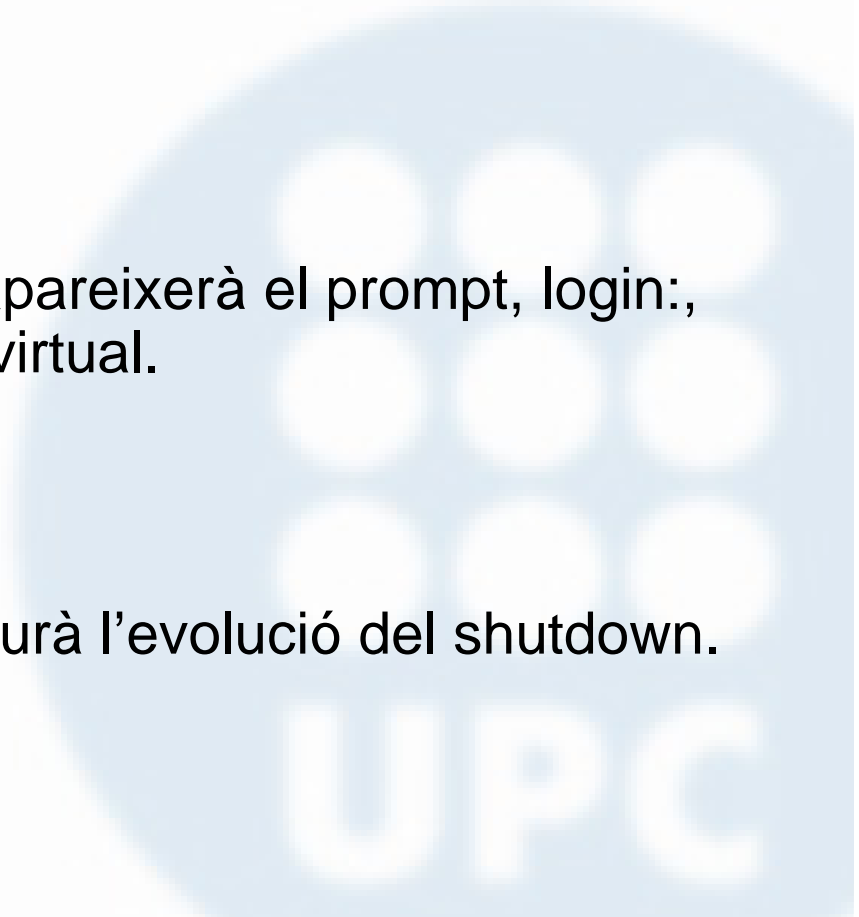 pareixerà el prompt, login:,
virtual.
urà l’evolució del shutdown.
UPC